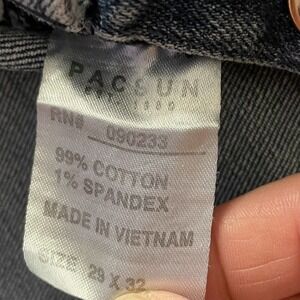 PACSUN
EST. 1980
RN# 090233
99% COTTON
1% SPANDEX
MADE IN VIETNAM
SIZE 29 X 32